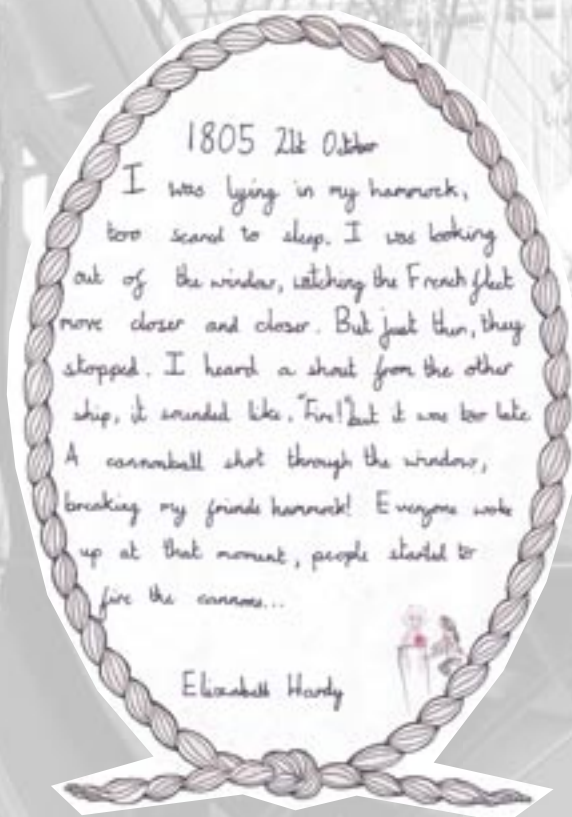 1805 21st October
I was lying in my hammock,
too scared to sleep. I was looking
out of the window, watching the French fleet
move closer and closer. But just then, they
stopped. I heard a shout from the other
ship, it sounded like, "Fire!" but it was too late
A cannonball shot through the window,
breaking my friends hammock! Everyone woke
up at that moment, people started to
fire the cannons...
Elizabeth Hardy